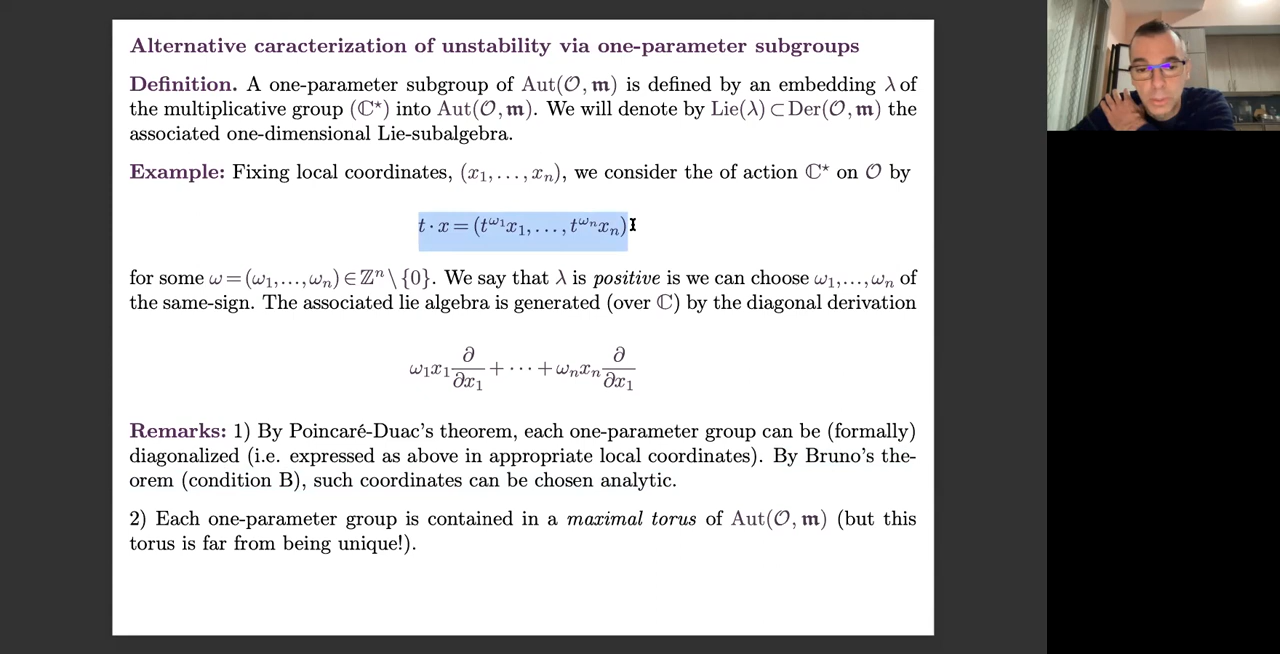 Alternative caracterization of unstability via one-parameter subgroups
Definition. A one-parameter subgroup of Aut(𝒪, 𝔪) is defined by an embedding λ of
the multiplicative group (ℂ⋆) into Aut(𝒪, 𝔪). We will denote by Lie(λ) ⊂ Der(𝒪, 𝔪) the
associated one-dimensional Lie-subalgebra.
Example: Fixing local coordinates, (x₁, …, xₙ), we consider the of action ℂ⋆ on 𝒪 by
t · x = (t^{ω₁}x₁, …, t^{ωₙ}xₙ)
for some ω = (ω₁,…,ωₙ) ∈ ℤⁿ \ {0}. We say that λ is positive is we can choose ω₁,…,ωₙ of
the same-sign. The associated lie algebra is generated (over ℂ) by the diagonal derivation
ω₁x₁ ∂/∂x₁ + ⋯ + ωₙxₙ ∂/∂x₁
Remarks: 1) By Poincaré-Duac's theorem, each one-parameter group can be (formally)
diagonalized (i.e. expressed as above in appropriate local coordinates). By Bruno's the-
orem (condition B), such coordinates can be chosen analytic.
2) Each one-parameter group is contained in a maximal torus of Aut(𝒪, 𝔪) (but this
torus is far from being unique!).